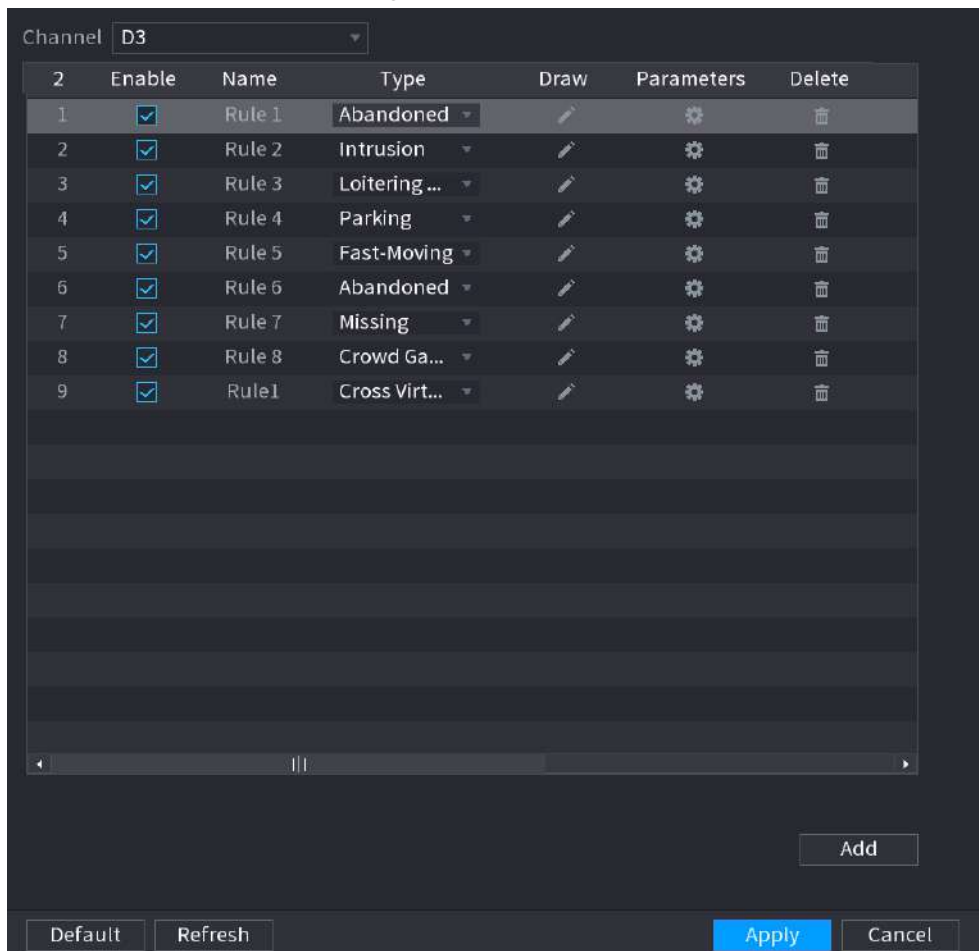 Channel D3
2 Enable Name Type Draw Parameters Delete
1 Rule 1 Abandoned
2 Rule 2 Intrusion
3 Rule 3 Loitering ...
4 Rule 4 Parking
5 Rule 5 Fast-Moving
6 Rule 6 Abandoned
7 Rule 7 Missing
8 Rule 8 Crowd Ga...
9 Rule1 Cross Virt...
Add
Default Refresh Apply Cancel